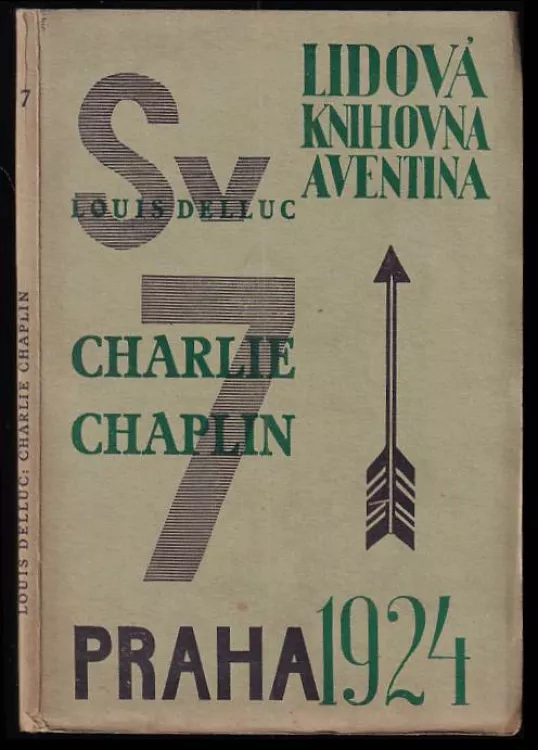 7
LOUIS DELLUC: CHARLIE CHAPLIN
LIDOVÁ
KNIHOVNA
AVENTINA
Sv
LOUIS DELLUC
7
CHARLIE
CHAPLIN
PRAHA 1924